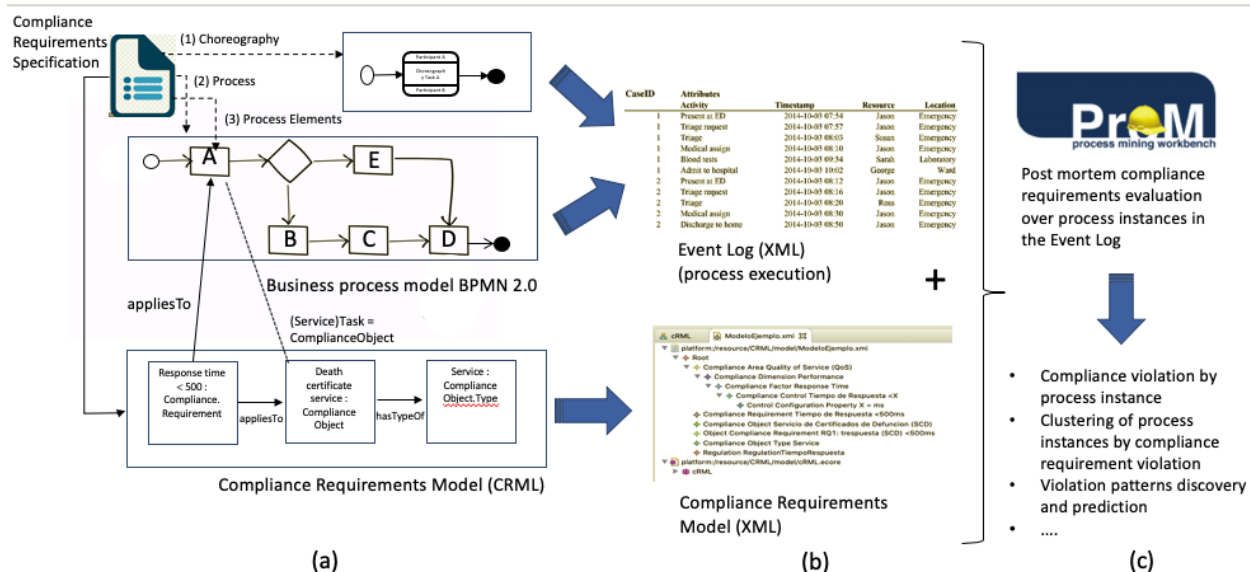 Compliance
Requirements
Specification
(1) Choreography
(2) Process
(3) Process Elements
Participant A
Choreograph
y Task A
Participant B
A
E
B
C
D
Business process model BPMN 2.0
appliesTo
(Service)Task =
ComplianceObject
Response time
< 500 :
Compliance.
Requirement
appliesTo
Death
certificate
service :
Compliance
Object
hasTypeOf
Service :
Compliance
Object.Type
Compliance Requirements Model (CRML)
(a)
CaseID Attributes
Activity Timestamp Resource Location
1 Present at ED 2014-10-03 07:54 Jason Emergency
1 Triage request 2014-10-03 07:57 Jason Emergency
1 Triage 2014-10-03 08:03 Susan Emergency
1 Medical assign 2014-10-03 08:10 Jason Emergency
1 Blood tests 2014-10-03 09:34 Sarah Laboratory
1 Admit to hospital 2014-10-03 10:02 George Ward
2 Present at ED 2014-10-03 08:12 Jason Emergency
2 Triage request 2014-10-03 08:16 Jason Emergency
2 Triage 2014-10-03 08:20 Ross Emergency
2 Medical assign 2014-10-03 08:30 Jason Emergency
2 Discharge to home 2014-10-03 08:50 Jason Emergency
Event Log (XML)
(process execution)
+
cRML ModeloEjemplo.xmi
platform:/resource/CRML/model/ModeloEjemplo.xmi
Root
Compliance Area Quality of Service (QoS)
Compliance Dimension Performance
Compliance Factor Response Time
Compliance Control Tiempo de Respuesta <X
Control Configuration Property X = ms
Compliance Requirement Tiempo de Respuesta <500ms
Compliance Object Servicio de Certificados de Defuncion (SCD)
Object Compliance Requirement RQ1: trespuesta (SCD) <500ms
Compliance Object Type Service
Regulation RegulationTiempoRespuesta
platform:/resource/CRML/model/cRML.ecore
cRML
Compliance Requirements
Model (XML)
(b)
ProM
process mining workbench
Post mortem compliance
requirements evaluation
over process instances in
the Event Log
• Compliance violation by
process instance
• Clustering of process
instances by compliance
requirement violation
• Violation patterns discovery
and prediction
• ....
(c)